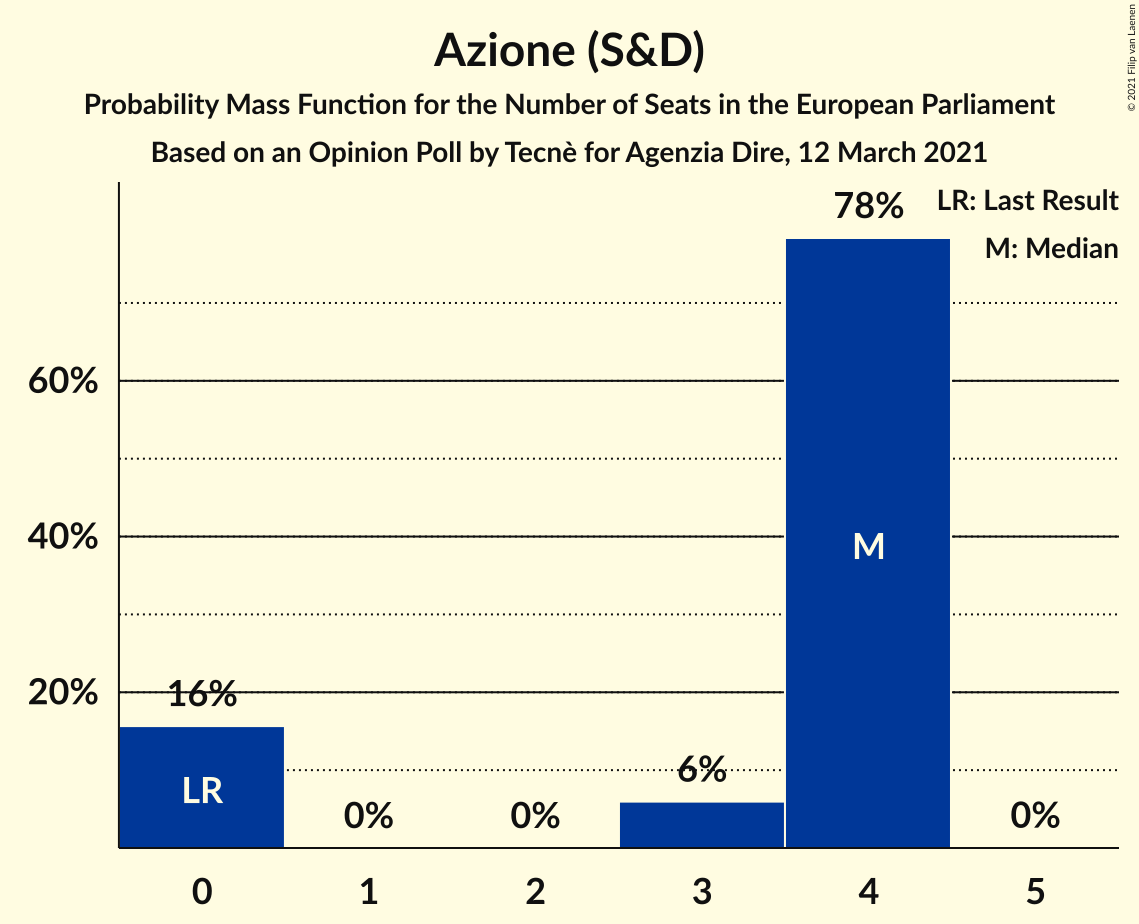 Azione (S&D)
Probability Mass Function for the Number of Seats in the European Parliament
Based on an Opinion Poll by Tecnè for Agenzia Dire, 12 March 2021
© 2021 Filip van Laenen
LR: Last Result
M: Median
78%
60%
40%
20%
16%
6%
0%
0%
0%
LR
M
0 1 2 3 4 5